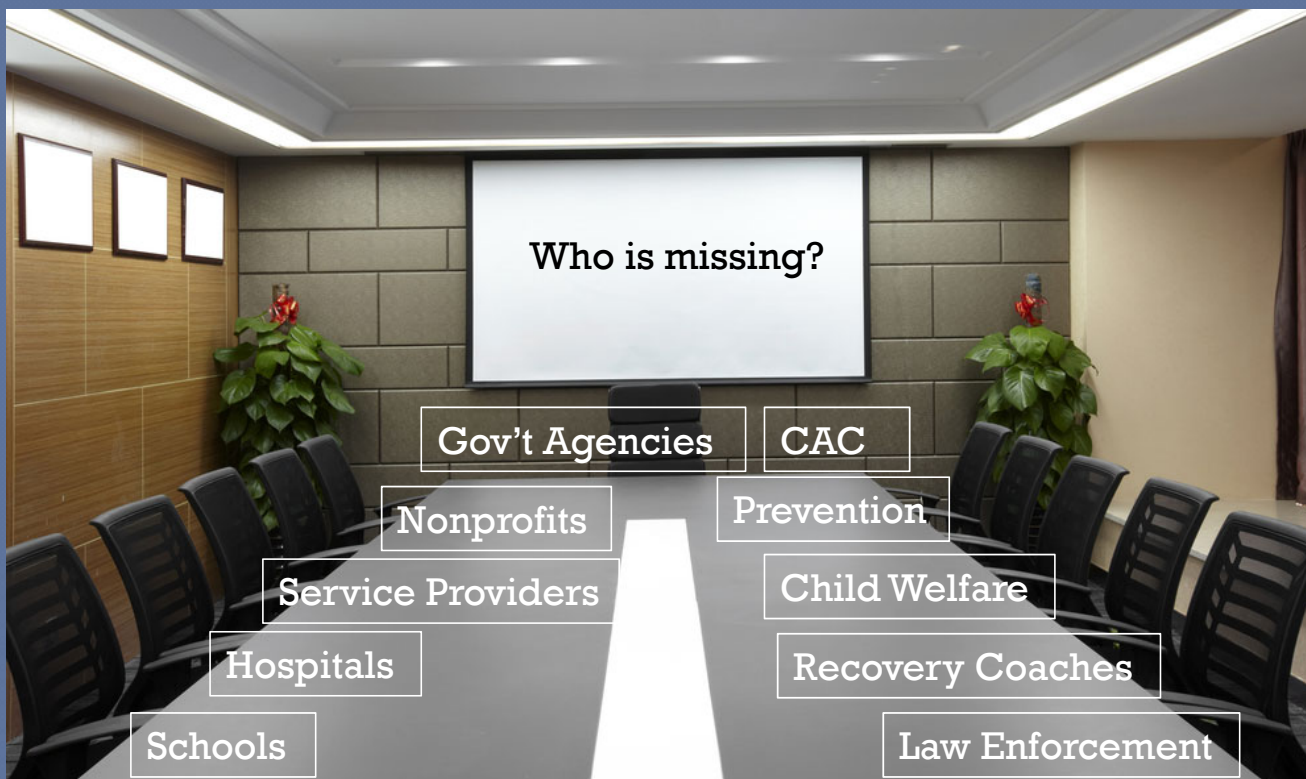 Who is missing?
Gov’t Agencies
CAC
Nonprofits
Prevention
Service Providers
Child Welfare
Hospitals
Recovery Coaches
Schools
Law Enforcement